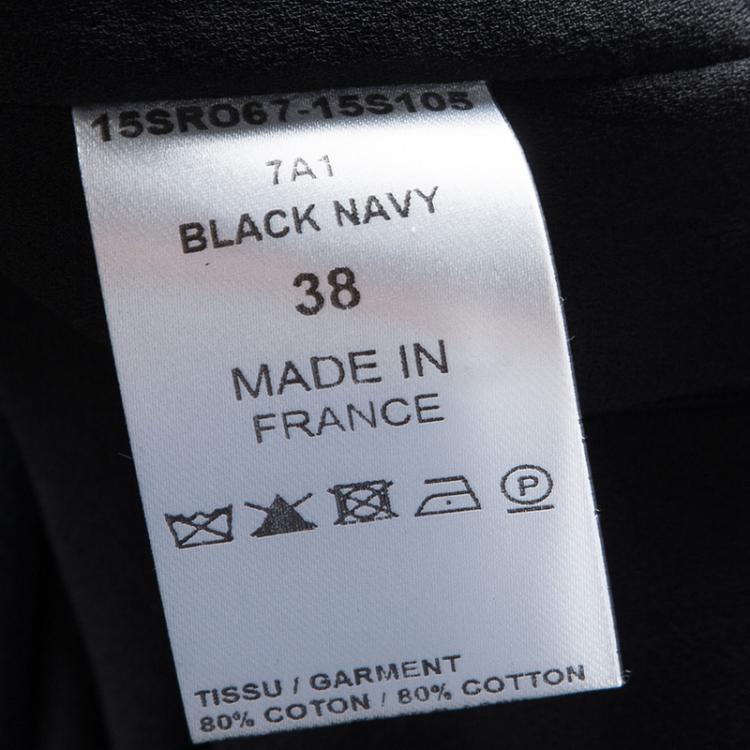 15SRO67-15S105
7A1
BLACK NAVY
38
MADE IN
FRANCE
P
TISSU / GARMENT
80% COTON / 80% COTTON